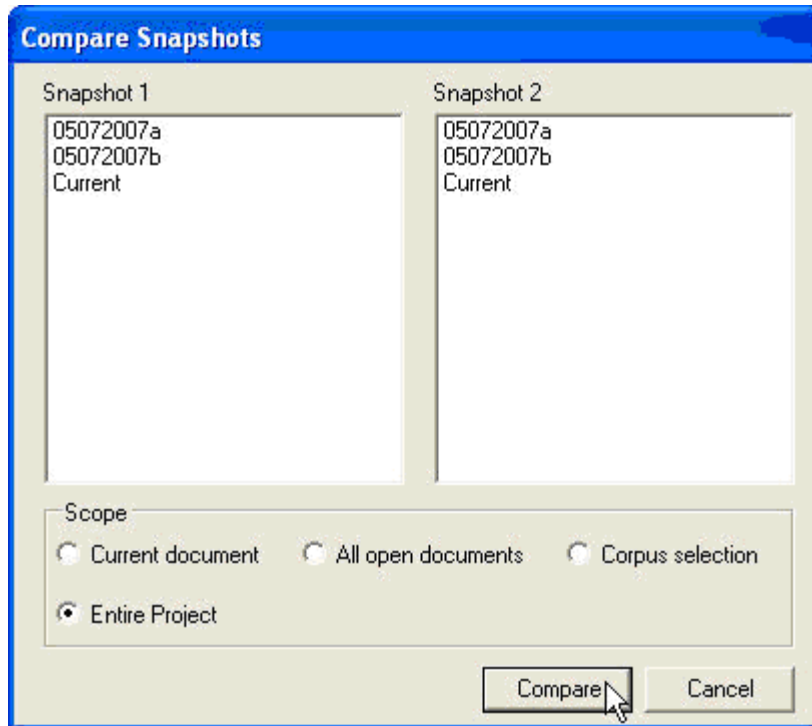 Compare Snapshots
Snapshot 1
05072007a
05072007b
Current
Snapshot 2
05072007a
05072007b
Current
Scope
Current document
All open documents
Corpus selection
Entire Project
Compare
Cancel